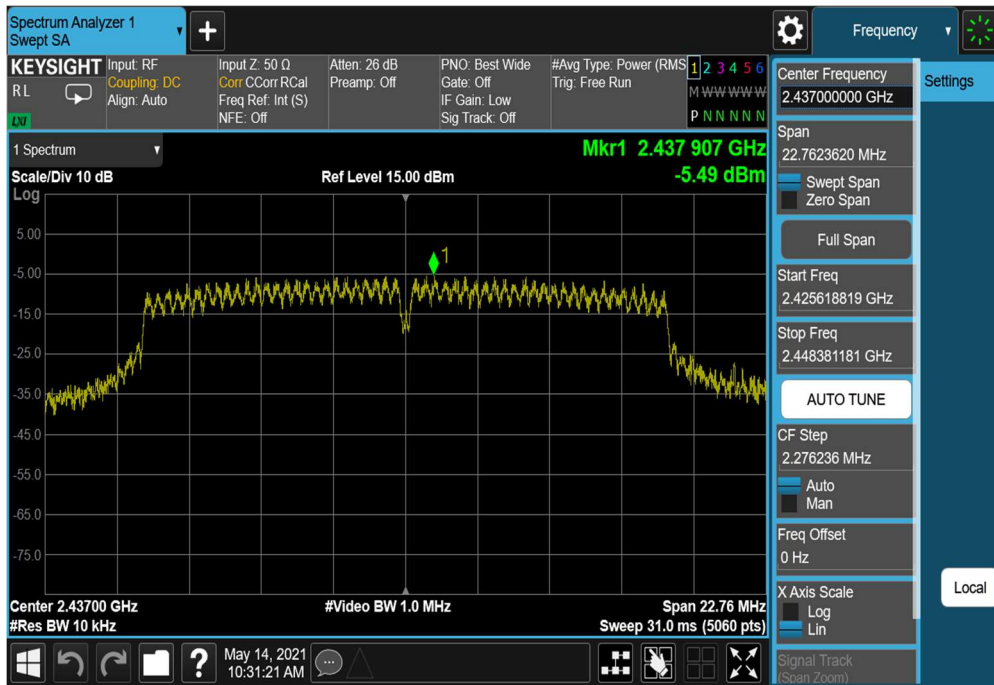 Spectrum Analyzer 1
Swept SA
Frequency
KEYSIGHT
RL
LXI
Input: RF
Coupling: DC
Align: Auto
Input Z: 50 Ω
Corr CCorr RCal
Freq Ref: Int (S)
NFE: Off
Atten: 26 dB
Preamp: Off
PNO: Best Wide
Gate: Off
IF Gain: Low
Sig Track: Off
#Avg Type: Power (RMS
Trig: Free Run
1 2 3 4 5 6
M W W W W W
P N N N N N
1 Spectrum
Scale/Div 10 dB
Ref Level 15.00 dBm
Mkr1 2.437 907 GHz
-5.49 dBm
Log
5.00
-5.00
-15.0
-25.0
-35.0
-45.0
-55.0
-65.0
-75.0
1
Center 2.43700 GHz
#Video BW 1.0 MHz
Span 22.76 MHz
#Res BW 10 kHz
Sweep 31.0 ms (5060 pts)
May 14, 2021
10:31:21 AM
Center Frequency
2.437000000 GHz
Span
22.7623620 MHz
Swept Span
Zero Span
Full Span
Start Freq
2.425618819 GHz
Stop Freq
2.448381181 GHz
AUTO TUNE
CF Step
2.276236 MHz
Auto
Man
Freq Offset
0 Hz
X Axis Scale
Log
Lin
Signal Track
(Span Zoom)
Settings
Local